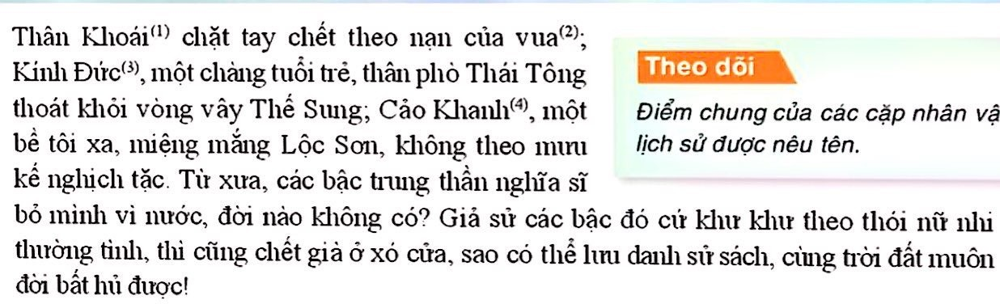 Thân Khoái⁽¹⁾ chặt tay chết theo nạn của vua⁽²⁾;
Kính Đức⁽³⁾, một chàng tuổi trẻ, thân phò Thái Tông
thoát khỏi vòng vây Thế Sung; Cảo Khanh⁽⁴⁾, một
bề tôi xa, miệng mắng Lộc Sơn, không theo mưu
kế nghịch tặc. Từ xưa, các bậc trung thần nghĩa sĩ
bỏ mình vì nước, đời nào không có? Giả sử các bậc đó cứ khư khư theo thói nữ nhi
thường tình, thì cũng chết già ở xó cửa, sao có thể lưu danh sử sách, cùng trời đất muôn
đời bất hủ được!
Theo dõi
Điểm chung của các cặp nhân vậ
lịch sử được nêu tên.